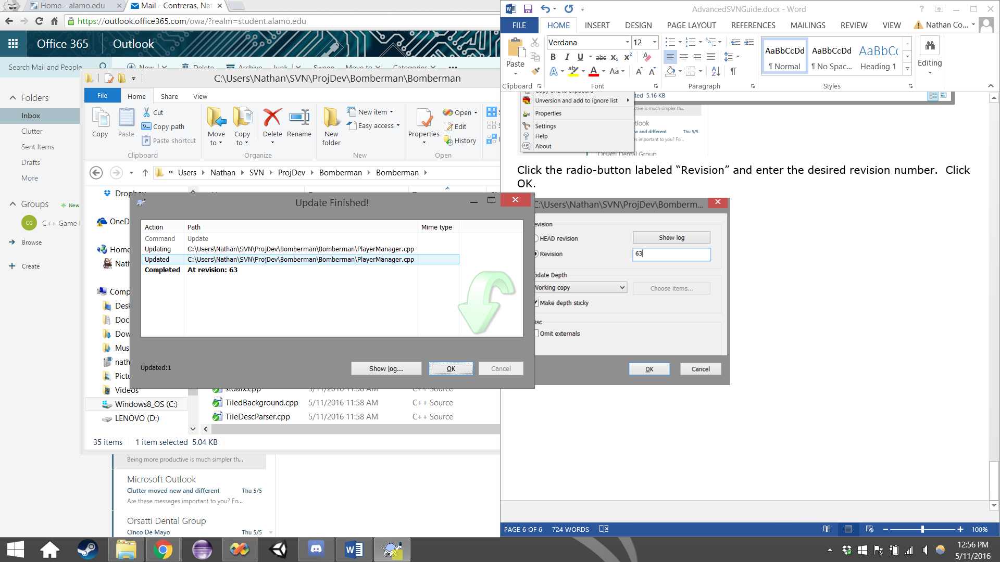 Home - alamo.edu
Mail - Contreras, Nat
https://outlook.office365.com/owa/?realm=student.alamo.edu
Office 365
Outlook
Search Mail and People
New
Delete
Archive
Junk
Sweep
Move to
Categories
Folders
Inbox
Clutter
Sent Items
Drafts
More
Groups
New
CG
C++ Game
Browse
Create
C:\Users\Nathan\SVN\ProjDev\Bomberman\Bomberman
File
Home
Share
View
Copy
Paste
Cut
Copy path
Paste shortcut
Clipboard
Move to
Copy to
Delete
Rename
Organize
New folder
New item
Easy access
New
Properties
Open
Edit
History
Open
« Users
Nathan
SVN
ProjDev
Bomberman
Bomberman
Home
Desk
Videos
Windows8_OS (C:)
LENOVO (D:)
stdafx.cpp 5/11/2016 11:58 AM C++ Source
TiledBackground.cpp 5/11/2016 11:58 AM C++ Source
TileDescParser.cpp 5/11/2016 11:58 AM C++ Source
35 items 1 item selected 5.04 KB
Update Finished!
Action Path Mime type
Command Update
Updating C:\Users\Nathan\SVN\ProjDev\Bomberman\Bomberman\PlayerManager.cpp
Updated C:\Users\Nathan\SVN\ProjDev\Bomberman\Bomberman\PlayerManager.cpp
Completed At revision: 63
Updated:1
Show log...
OK
Cancel
Being more productive is much simpler th...
Microsoft Outlook
Clutter moved new and different Thu 5/5
Are these messages important to you? Fo...
Orsatti Dental Group
Cinco De Mayo Thu 5/5
AdvancedSVNGuide.docx - Word
FILE
HOME
INSERT
DESIGN
PAGE LAYOUT
REFERENCES
MAILINGS
REVIEW
VIEW
Nathan Co...
Paste
Clipboard
Verdana
12
Font
Paragraph
AaBbCcDd
¶ Normal
AaBbCcDd
¶ No Spac...
AaBbCc
Heading 1
Styles
Editing
Copy URL to clipboard
Unversion and add to ignore list
Properties
Settings
Help
About
5.16 KB
ctive is much simpler th...
tlook
w and different Thu 5/5
s important to you? Fo...
Orsatti Dental Group
Click the radio-button labeled “Revision” and enter the desired revision number. Click
OK.
C:\Users\Nathan\SVN\ProjDev\Bomberm...
evision
HEAD revision
Show log
Revision
63
pdate Depth
Working copy
Choose items...
Make depth sticky
isc
Omit externals
OK
Cancel
PAGE 6 OF 6
724 WORDS
100%
12:56 PM
5/11/2016